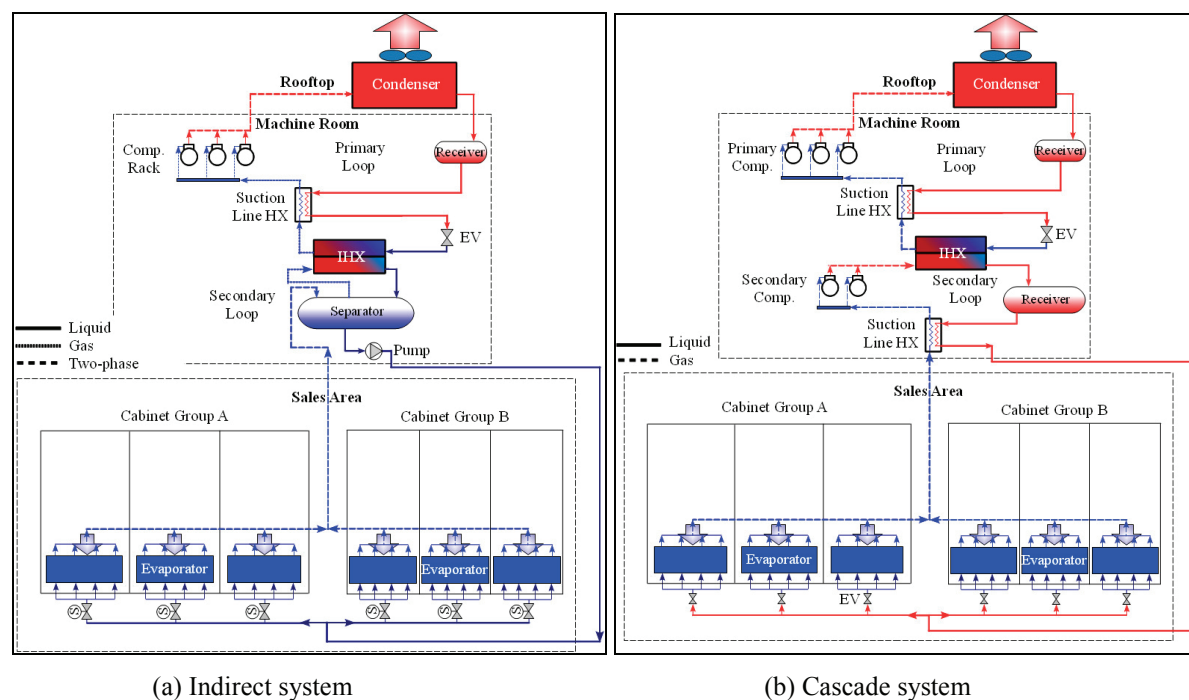 Condenser
Rooftop
Machine Room
Comp.
Rack
Primary
Loop
Receiver
Suction
Line HX
EV
IHX
Secondary
Loop
Separator
Pump
Liquid
Gas
Two-phase
Sales Area
Cabinet Group A
Cabinet Group B
Evaporator
Evaporator
S
S
S
S
S
S
(a) Indirect system
Condenser
Rooftop
Machine Room
Primary
Comp.
Primary
Loop
Receiver
Suction
Line HX
EV
IHX
Secondary
Comp.
Secondary
Loop
Receiver
Suction
Line HX
Liquid
Gas
Sales Area
Cabinet Group A
Cabinet Group B
Evaporator
Evaporator
EV
(b) Cascade system